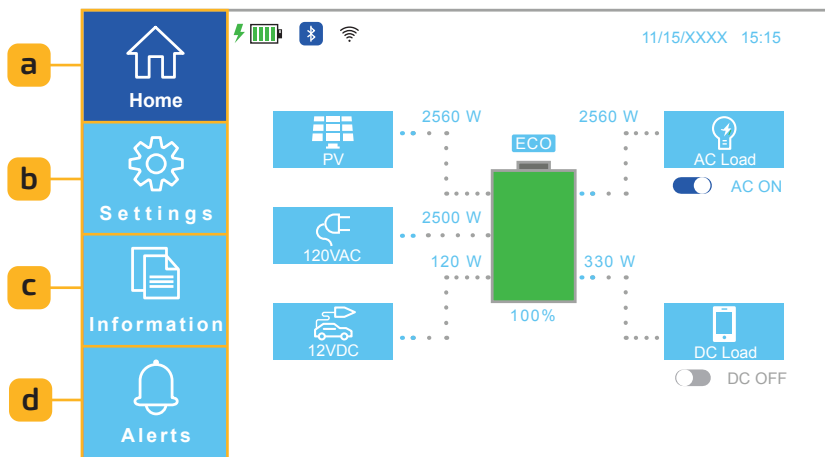 11/15/XXXX 15:15
a
Home
b
Settings
c
Information
d
Alerts
2560 W
PV
2500 W
120VAC
120 W
12VDC
ECO
100%
2560 W
AC Load
AC ON
330 W
DC Load
DC OFF